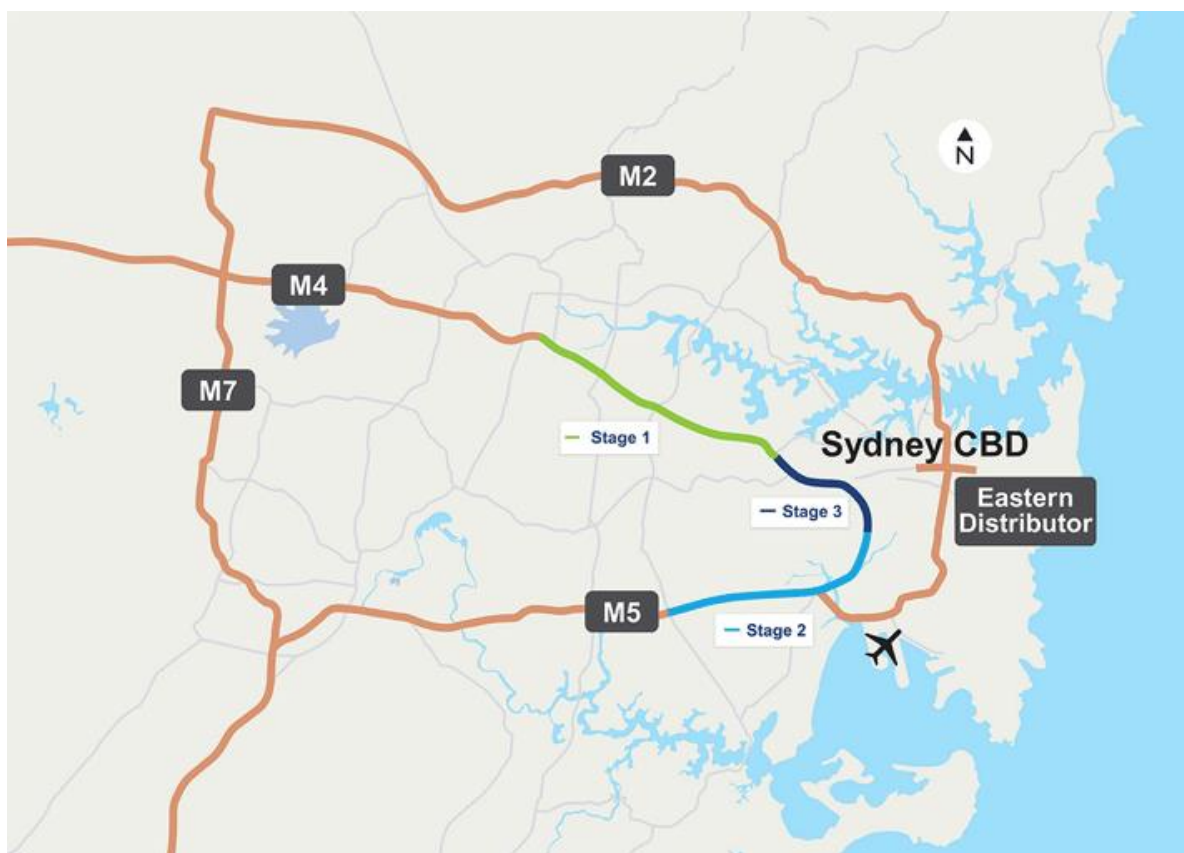 N
M2
M4
M7
Stage 1
Sydney CBD
Eastern
Distributor
Stage 3
M5
Stage 2